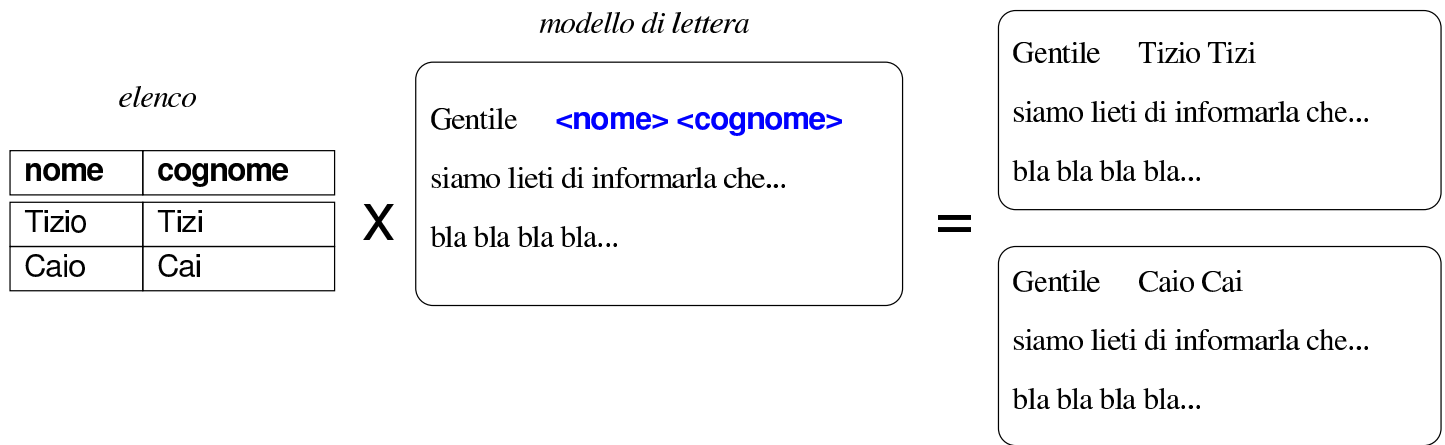 elenco
nome cognome
Tizio Tizi
Caio Cai
X
modello di lettera
Gentile <nome> <cognome>
siamo lieti di informarla che...
bla bla bla bla...
=
Gentile Tizio Tizi
siamo lieti di informarla che...
bla bla bla bla...
Gentile Caio Cai
siamo lieti di informarla che...
bla bla bla bla...